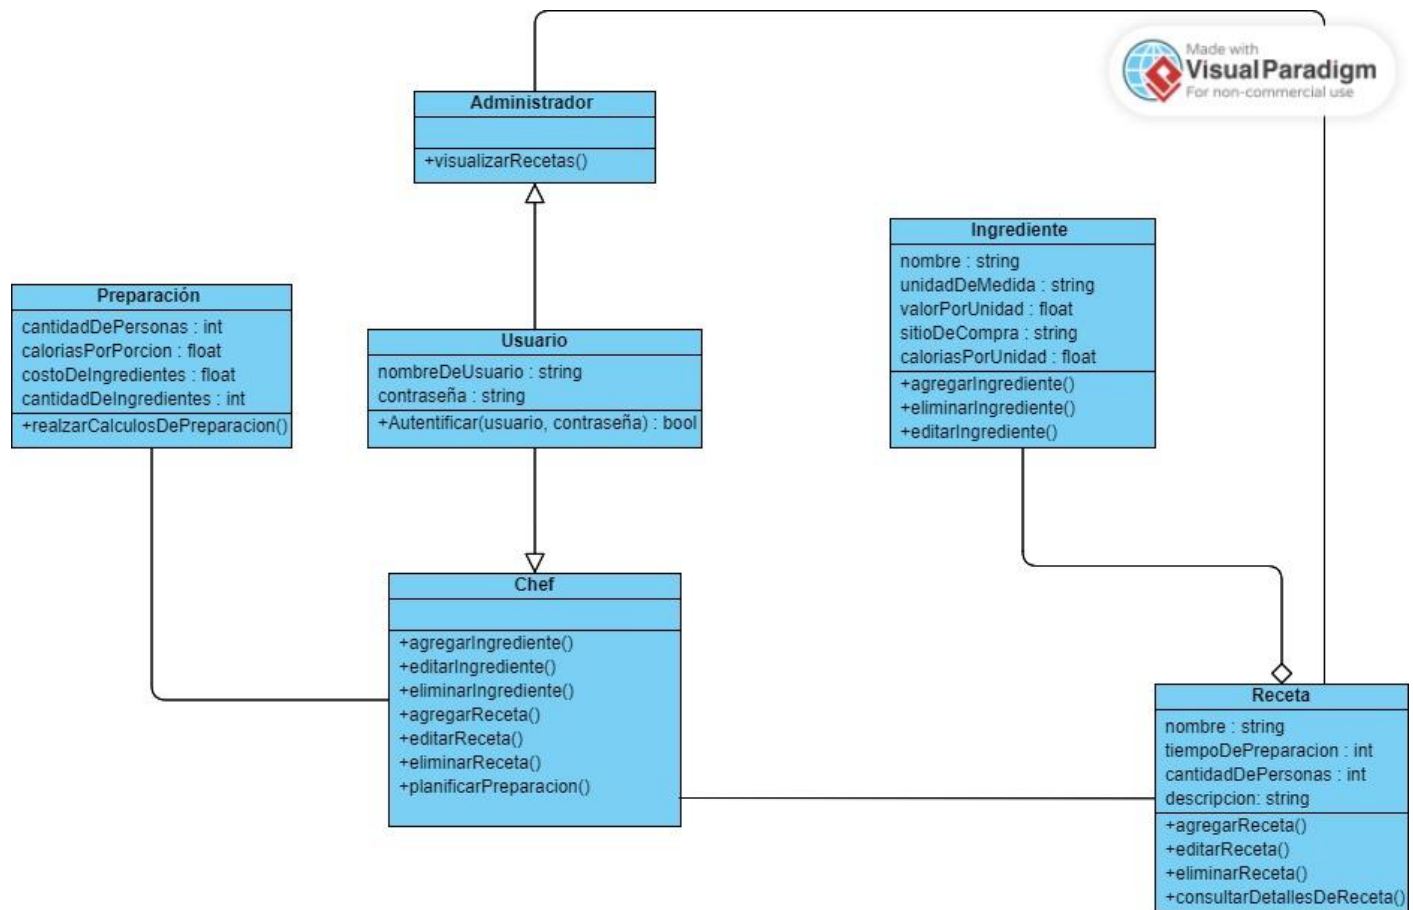 Made with
Visual Paradigm
For non-commercial use
Administrador
+visualizarRecetas()
Ingrediente
nombre : string
unidadDeMedida : string
valorPorUnidad : float
sitioDeCompra : string
caloriasPorUnidad : float
+agregarIngrediente()
+eliminarIngrediente()
+editarIngrediente()
Preparación
cantidadDePersonas : int
caloriasPorPorcion : float
costoDeIngredientes : float
cantidadDeIngredientes : int
+realzarCalculosDePreparacion()
Usuario
nombreDeUsuario : string
contraseña : string
+Autentificar(usuario, contraseña) : bool
Chef
+agregarIngrediente()
+editarIngrediente()
+eliminarIngrediente()
+agregarReceta()
+editarReceta()
+eliminarReceta()
+planificarPreparacion()
Receta
nombre : string
tiempoDePreparacion : int
cantidadDePersonas : int
descripcion: string
+agregarReceta()
+editarReceta()
+eliminarReceta()
+consultarDetallesDeReceta()